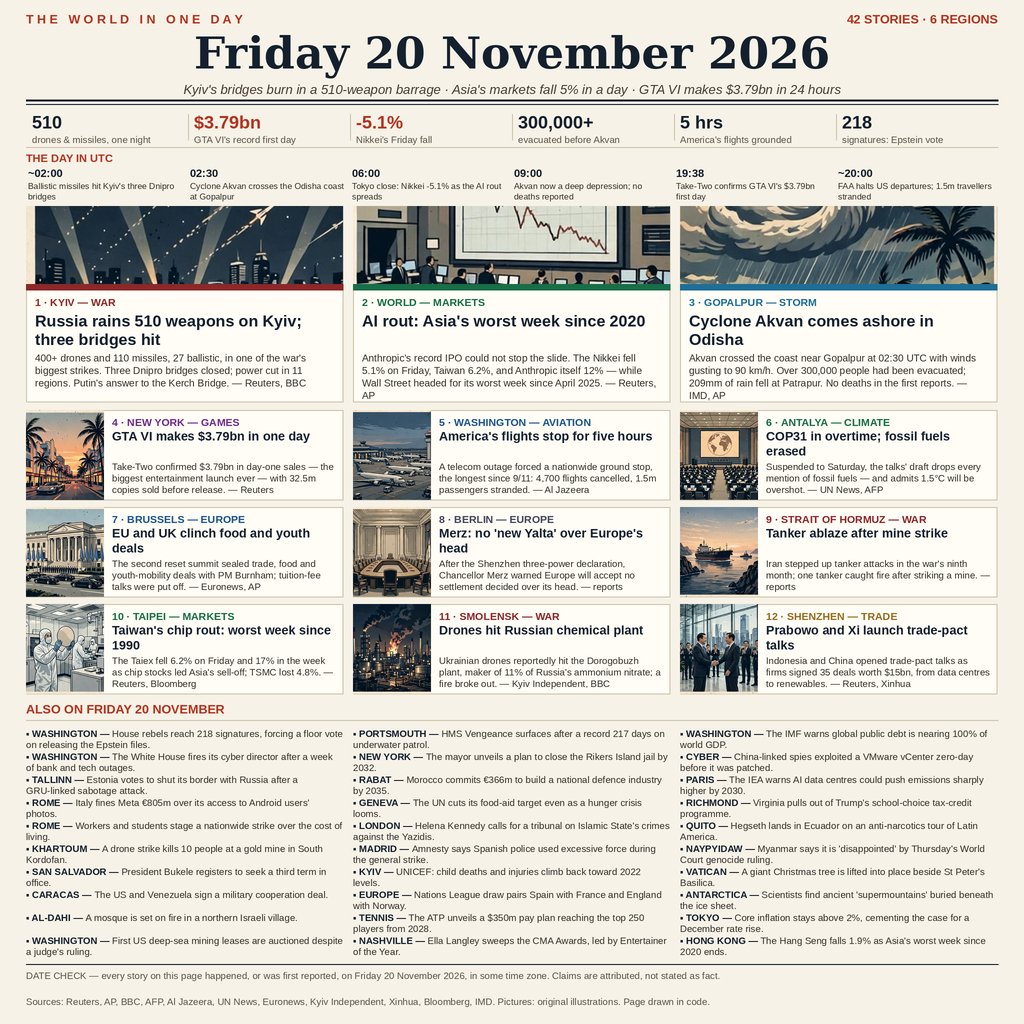 THE WORLD IN ONE DAY
42 STORIES · 6 REGIONS
Friday 20 November 2026
Kyiv's bridges burn in a 510-weapon barrage · Asia's markets fall 5% in a day · GTA VI makes $3.79bn in 24 hours
510
drones & missiles, one night
$3.79bn
GTA VI's record first day
-5.1%
Nikkei's Friday fall
300,000+
evacuated before Akvan
5 hrs
America's flights grounded
218
signatures: Epstein vote
THE DAY IN UTC
~02:00
Ballistic missiles hit Kyiv's three Dnipro
bridges
02:30
Cyclone Akvan crosses the Odisha coast
at Gopalpur
06:00
Tokyo close: Nikkei -5.1% as the AI rout
spreads
09:00
Akvan now a deep depression; no
deaths reported
19:38
Take-Two confirms GTA VI's $3.79bn
first day
~20:00
FAA halts US departures; 1.5m travellers
stranded
1 · KYIV — WAR
Russia rains 510 weapons on Kyiv;
three bridges hit
400+ drones and 110 missiles, 27 ballistic, in one of the war's
biggest strikes. Three Dnipro bridges closed; power cut in 11
regions. Putin's answer to the Kerch Bridge. — Reuters, BBC
2 · WORLD — MARKETS
AI rout: Asia's worst week since 2020
Anthropic's record IPO could not stop the slide. The Nikkei fell
5.1% on Friday, Taiwan 6.2%, and Anthropic itself 12% — while
Wall Street headed for its worst week since April 2025. — Reuters,
AP
3 · GOPALPUR — STORM
Cyclone Akvan comes ashore in
Odisha
Akvan crossed the coast near Gopalpur at 02:30 UTC with winds
gusting to 90 km/h. Over 300,000 people had been evacuated;
209mm of rain fell at Patrapur. No deaths in the first reports. —
IMD, AP
4 · NEW YORK — GAMES
GTA VI makes $3.79bn in one day
Take-Two confirmed $3.79bn in day-one sales — the
biggest entertainment launch ever — with 32.5m
copies sold before release. — Reuters
5 · WASHINGTON — AVIATION
America's flights stop for five hours
A telecom outage forced a nationwide ground stop,
the longest since 9/11: 4,700 flights cancelled, 1.5m
passengers stranded. — Al Jazeera
6 · ANTALYA — CLIMATE
COP31 in overtime; fossil fuels
erased
Suspended to Saturday, the talks' draft drops every
mention of fossil fuels — and admits 1.5°C will be
overshot. — UN News, AFP
7 · BRUSSELS — EUROPE
EU and UK clinch food and youth
deals
The second reset summit sealed trade, food and
youth-mobility deals with PM Burnham; tuition-fee
talks were put off. — Euronews, AP
8 · BERLIN — EUROPE
Merz: no 'new Yalta' over Europe's
head
After the Shenzhen three-power declaration,
Chancellor Merz warned Europe will accept no
settlement decided over its head. — reports
9 · STRAIT OF HORMUZ — WAR
Tanker ablaze after mine strike
Iran stepped up tanker attacks in the war's ninth
month; one tanker caught fire after striking a mine. —
reports
10 · TAIPEI — MARKETS
Taiwan's chip rout: worst week since
1990
The Taiex fell 6.2% on Friday and 17% in the week
as chip stocks led Asia's sell-off; TSMC lost 4.8%. —
Reuters, Bloomberg
11 · SMOLENSK — WAR
Drones hit Russian chemical plant
Ukrainian drones reportedly hit the Dorogobuzh
plant, maker of 11% of Russia's ammonium nitrate; a
fire broke out. — Kyiv Independent, BBC
12 · SHENZHEN — TRADE
Prabowo and Xi launch trade-pact
talks
Indonesia and China opened trade-pact talks as
firms signed 35 deals worth $15bn, from data centres
to renewables. — Reuters, Xinhua
ALSO ON FRIDAY 20 NOVEMBER
▪ WASHINGTON — House rebels reach 218 signatures, forcing a floor vote
on releasing the Epstein files.
▪ WASHINGTON — The White House fires its cyber director after a week
of bank and tech outages.
▪ TALLINN — Estonia votes to shut its border with Russia after a
GRU-linked sabotage attack.
▪ ROME — Italy fines Meta €805m over its access to Android users'
photos.
▪ ROME — Workers and students stage a nationwide strike over the cost of
living.
▪ KHARTOUM — A drone strike kills 10 people at a gold mine in South
Kordofan.
▪ SAN SALVADOR — President Bukele registers to seek a third term in
office.
▪ CARACAS — The US and Venezuela sign a military cooperation deal.
▪ AL-DAHI — A mosque is set on fire in a northern Israeli village.
▪ WASHINGTON — First US deep-sea mining leases are auctioned despite
a judge's ruling.
▪ PORTSMOUTH — HMS Vengeance surfaces after a record 217 days on
underwater patrol.
▪ NEW YORK — The mayor unveils a plan to close the Rikers Island jail by
2032.
▪ RABAT — Morocco commits €366m to build a national defence industry
by 2035.
▪ GENEVA — The UN cuts its food-aid target even as a hunger crisis
looms.
▪ LONDON — Helena Kennedy calls for a tribunal on Islamic State's crimes
against the Yazidis.
▪ MADRID — Amnesty says Spanish police used excessive force during
the general strike.
▪ KYIV — UNICEF: child deaths and injuries climb back toward 2022
levels.
▪ EUROPE — Nations League draw pairs Spain with France and England
with Norway.
▪ TENNIS — The ATP unveils a $350m pay plan reaching the top 250
players from 2028.
▪ NASHVILLE — Ella Langley sweeps the CMA Awards, led by Entertainer
of the Year.
▪ WASHINGTON — The IMF warns global public debt is nearing 100% of
world GDP.
▪ CYBER — China-linked spies exploited a VMware vCenter zero-day
before it was patched.
▪ PARIS — The IEA warns AI data centres could push emissions sharply
higher by 2030.
▪ RICHMOND — Virginia pulls out of Trump's school-choice tax-credit
programme.
▪ QUITO — Hegseth lands in Ecuador on an anti-narcotics tour of Latin
America.
▪ NAYPYIDAW — Myanmar says it is 'disappointed' by Thursday's World
Court genocide ruling.
▪ VATICAN — A giant Christmas tree is lifted into place beside St Peter's
Basilica.
▪ ANTARCTICA — Scientists find ancient 'supermountains' buried beneath
the ice sheet.
▪ TOKYO — Core inflation stays above 2%, cementing the case for a
December rate rise.
▪ HONG KONG — The Hang Seng falls 1.9% as Asia's worst week since
2020 ends.
DATE CHECK — every story on this page happened, or was first reported, on Friday 20 November 2026, in some time zone. Claims are attributed, not stated as fact.
Sources: Reuters, AP, BBC, AFP, Al Jazeera, UN News, Euronews, Kyiv Independent, Xinhua, Bloomberg, IMD. Pictures: original illustrations. Page drawn in code.